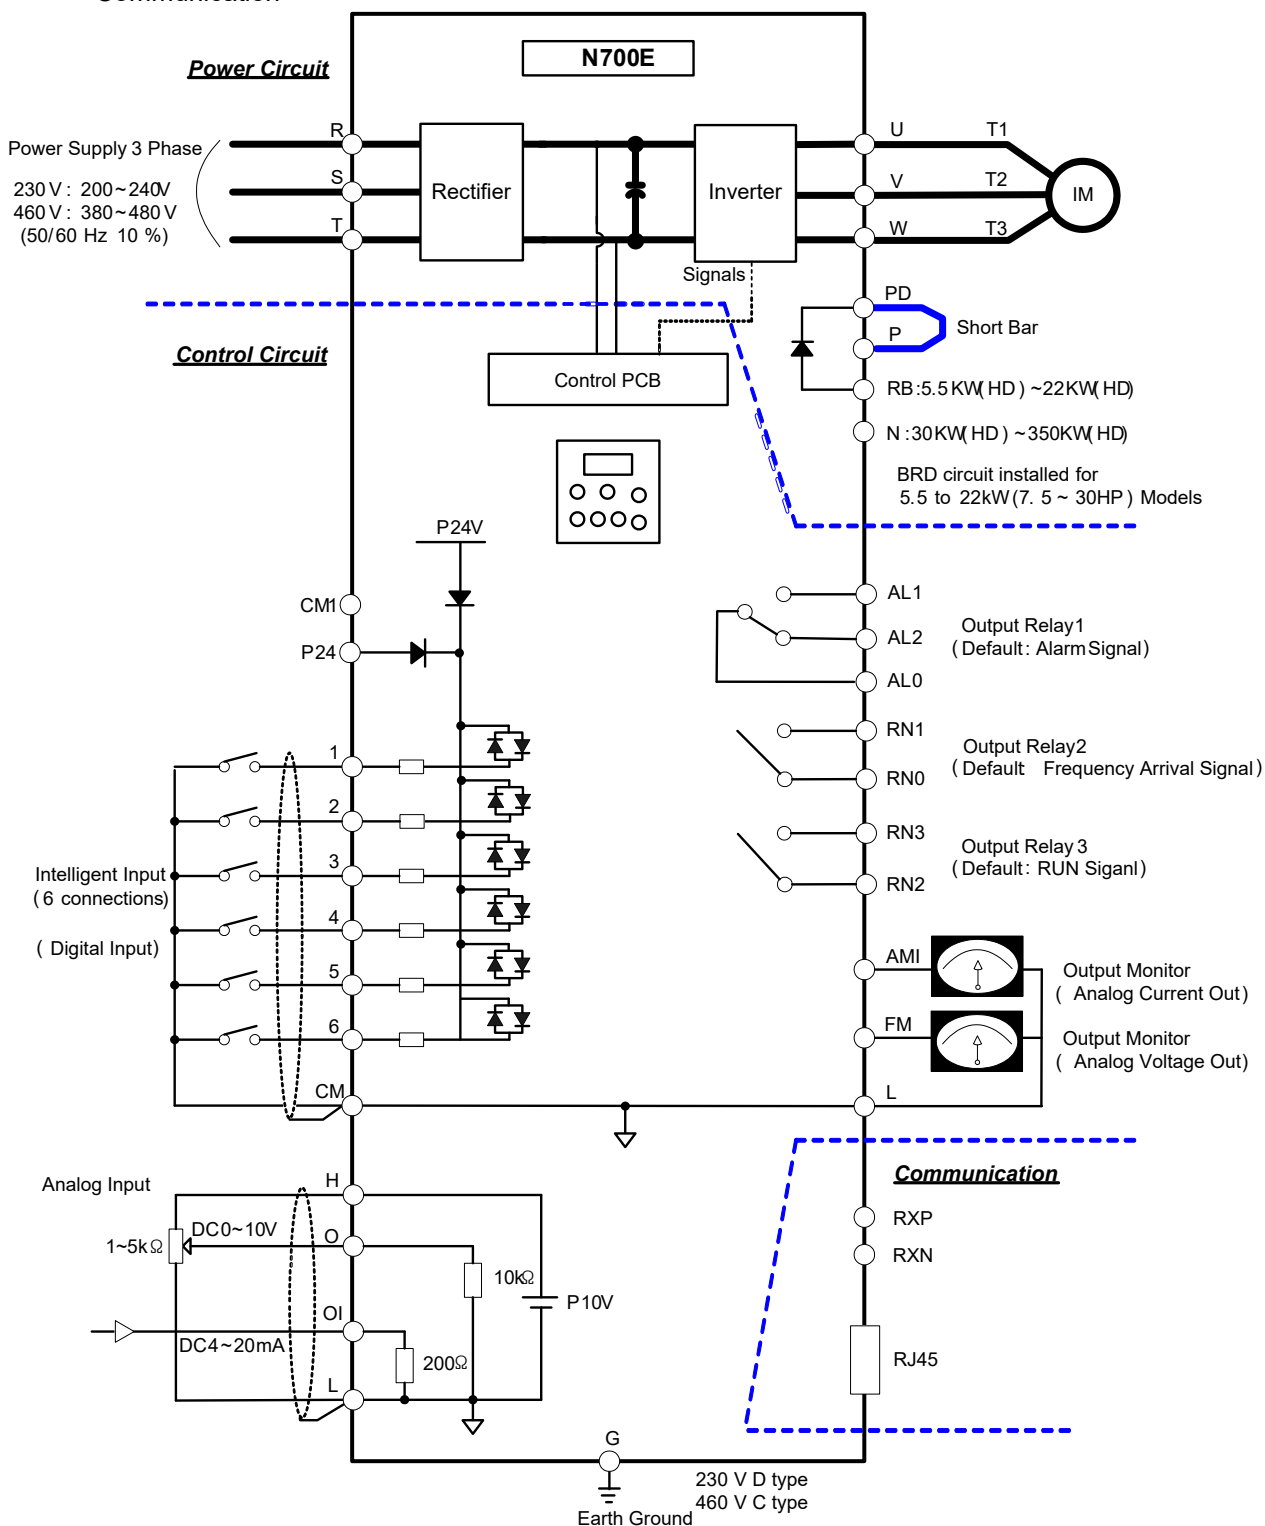 Communication
N700E
Power Circuit
Power Supply 3 Phase
230 V : 200~240V
460 V : 380~480 V
(50/60 Hz 10 %)
R
S
T
Rectifier
Inverter
Signals
U
V
W
T1
T2
T3
IM
PD
P
Short Bar
RB :5.5 KW( HD ) ~22KW( HD)
N : 30KW( HD ) ~350KW( HD)
BRD circuit installed for
5.5 to 22kW (7. 5 ~ 30HP ) Models
Control Circuit
Control PCB
P24V
CM1
P24
AL1
AL2
AL0
Output Relay1
( Default : Alarm Signal)
RN1
RN0
Output Relay2
( Default Frequency Arrival Signal )
RN3
RN2
Output Relay 3
( Default : RUN Siganl)
1
2
3
4
5
6
CM
Intelligent Input
( 6 connections)
( Digital Input)
AMI
Output Monitor
( Analog Current Out)
FM
Output Monitor
( Analog Voltage Out)
L
Analog Input
H
DC0~10V
1~5kΩ
O
10kΩ
P10V
OI
DC4~20mA
200Ω
L
Communication
RXP
RXN
RJ45
G
Earth Ground
230 V D type
460 V C type